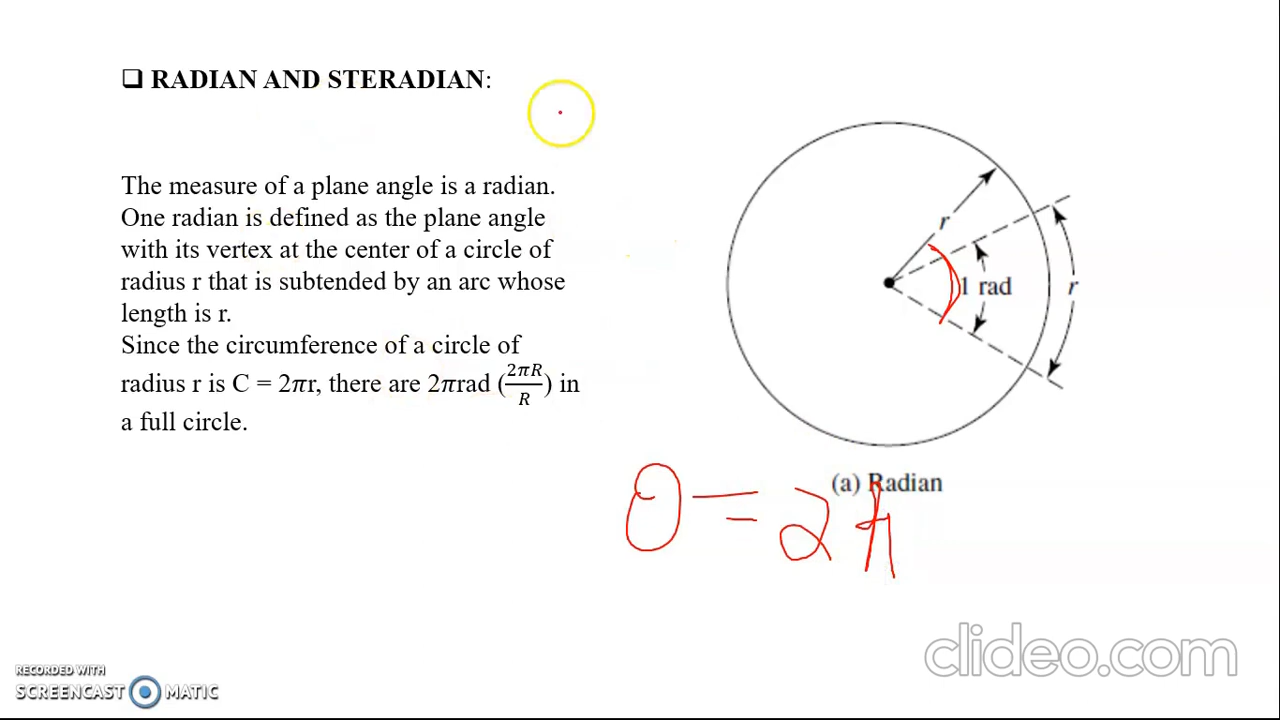 ❑ RADIAN AND STERADIAN:
The measure of a plane angle is a radian.
One radian is defined as the plane angle
with its vertex at the center of a circle of
radius r that is subtended by an arc whose
length is r.
Since the circumference of a circle of
radius r is C = 2πr, there are 2πrad (2πR/R) in
a full circle.
r
1 rad
r
(a) Radian
θ = 2π
clideo.com
RECORDED WITH
SCREENCAST MATIC